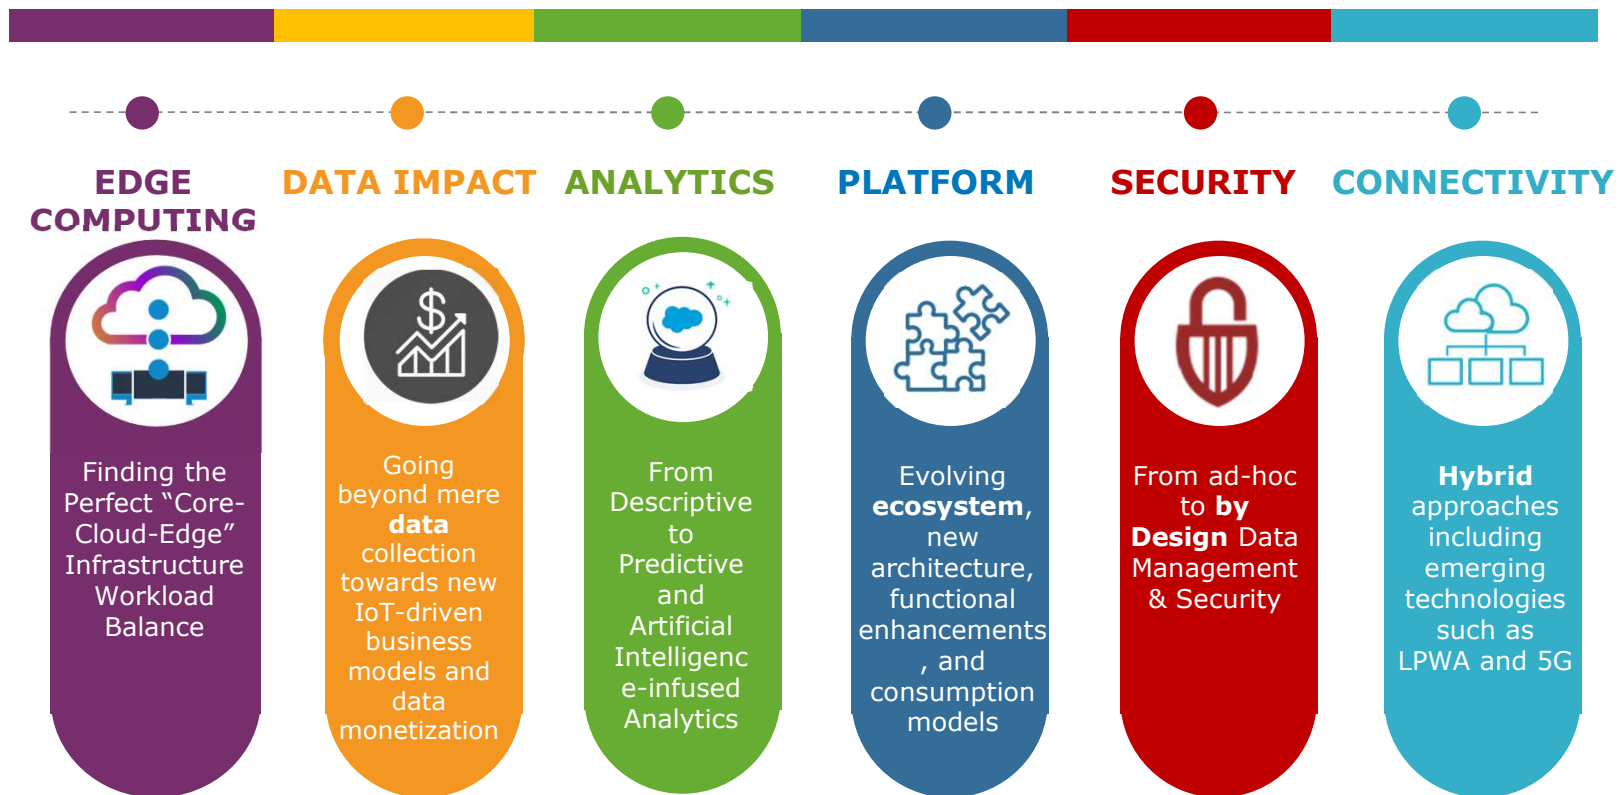 EDGE
COMPUTING
Finding the
Perfect “Core-
Cloud-Edge”
Infrastructure
Workload
Balance
DATA IMPACT
Going
beyond mere
data
collection
towards new
IoT-driven
business
models and
data
monetization
ANALYTICS
From
Descriptive
to
Predictive
and
Artificial
Intelligenc
e-infused
Analytics
PLATFORM
Evolving
ecosystem,
new
architecture,
functional
enhancements
, and
consumption
models
SECURITY
From ad-hoc
to by
Design Data
Management
& Security
CONNECTIVITY
Hybrid
approaches
including
emerging
technologies
such as
LPWA and 5G